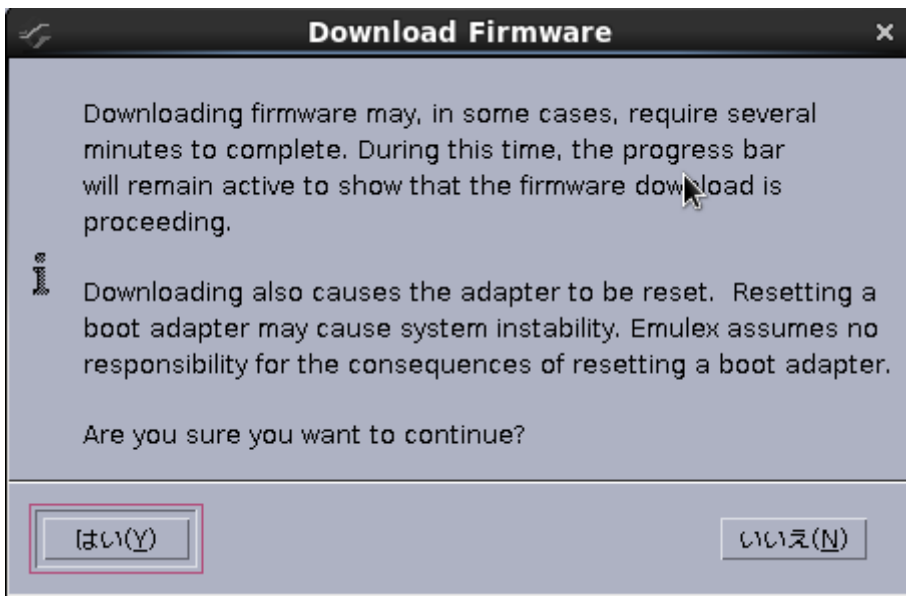 Download Firmware
Downloading firmware may, in some cases, require several
minutes to complete. During this time, the progress bar
will remain active to show that the firmware download is
proceeding.
Downloading also causes the adapter to be reset.  Resetting a
boot adapter may cause system instability. Emulex assumes no
responsibility for the consequences of resetting a boot adapter.
Are you sure you want to continue?
はい(Y)
いいえ(N)